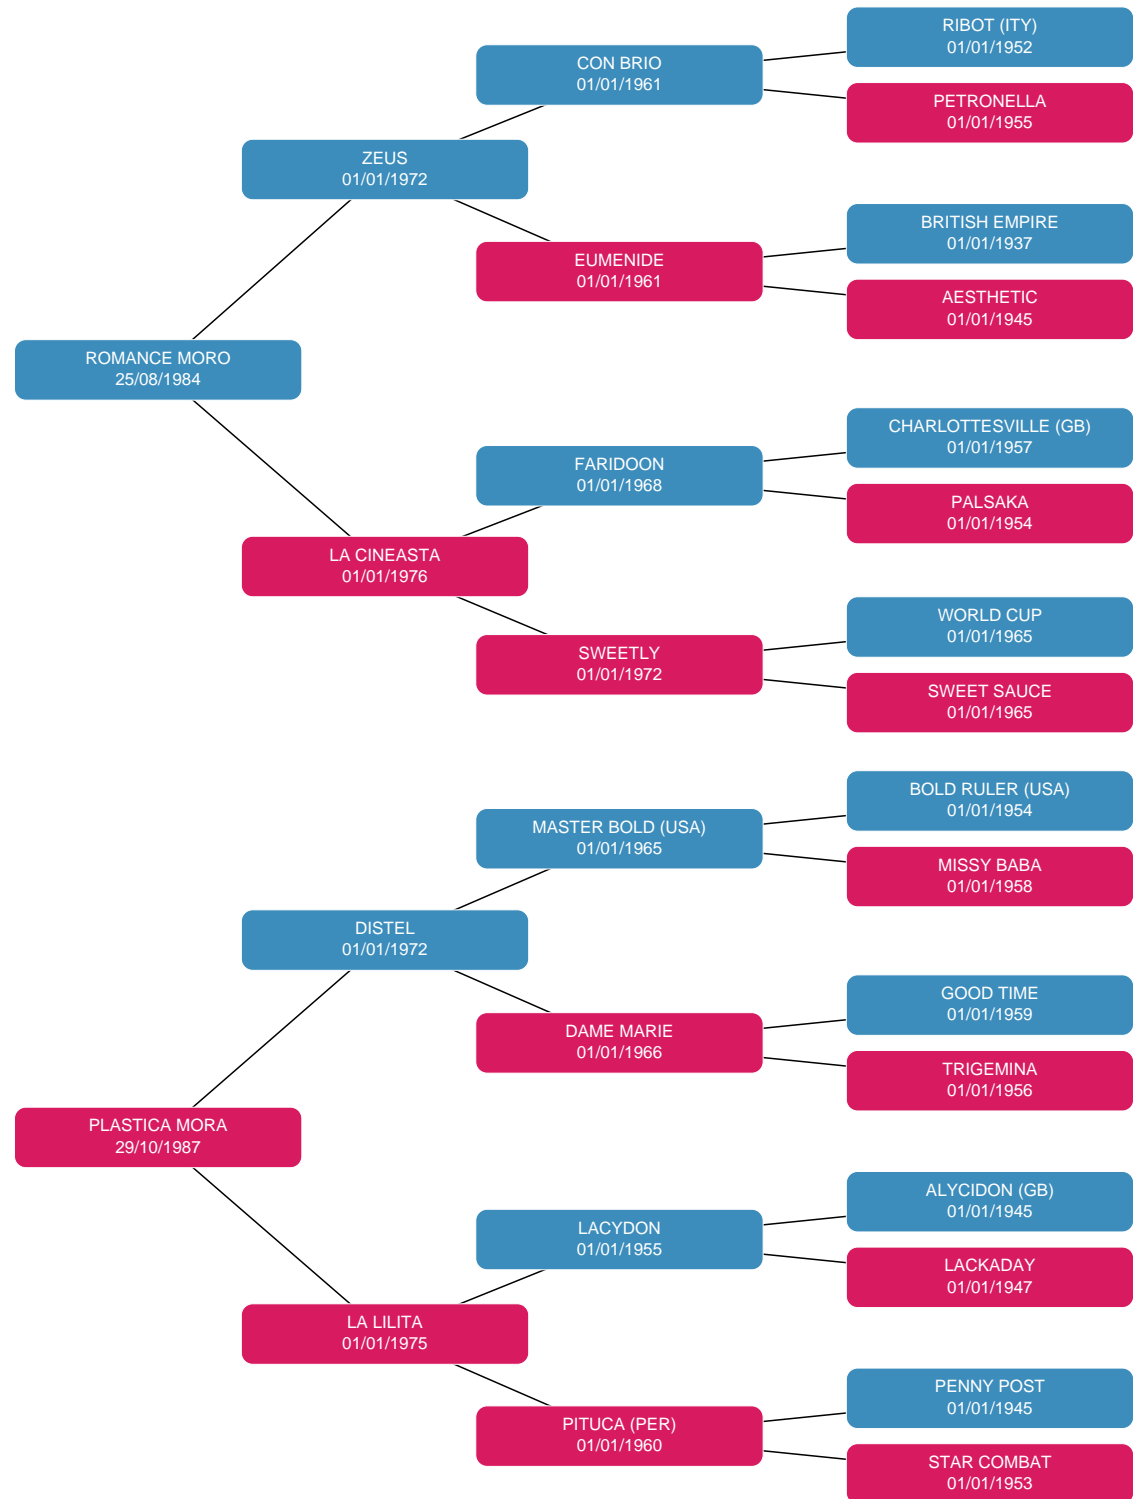 RIBOT (ITY)
01/01/1952
CON BRIO
01/01/1961
PETRONELLA
01/01/1955
ZEUS
01/01/1972
BRITISH EMPIRE
01/01/1937
EUMENIDE
01/01/1961
AESTHETIC
01/01/1945
ROMANCE MORO
25/08/1984
CHARLOTTESVILLE (GB)
01/01/1957
FARIDOON
01/01/1968
PALSAKA
01/01/1954
LA CINEASTA
01/01/1976
WORLD CUP
01/01/1965
SWEETLY
01/01/1972
SWEET SAUCE
01/01/1965
BOLD RULER (USA)
01/01/1954
MASTER BOLD (USA)
01/01/1965
MISSY BABA
01/01/1958
DISTEL
01/01/1972
GOOD TIME
01/01/1959
DAME MARIE
01/01/1966
TRIGEMINA
01/01/1956
PLASTICA MORA
29/10/1987
ALYCIDON (GB)
01/01/1945
LACYDON
01/01/1955
LACKADAY
01/01/1947
LA LILITA
01/01/1975
PENNY POST
01/01/1945
PITUCA (PER)
01/01/1960
STAR COMBAT
01/01/1953